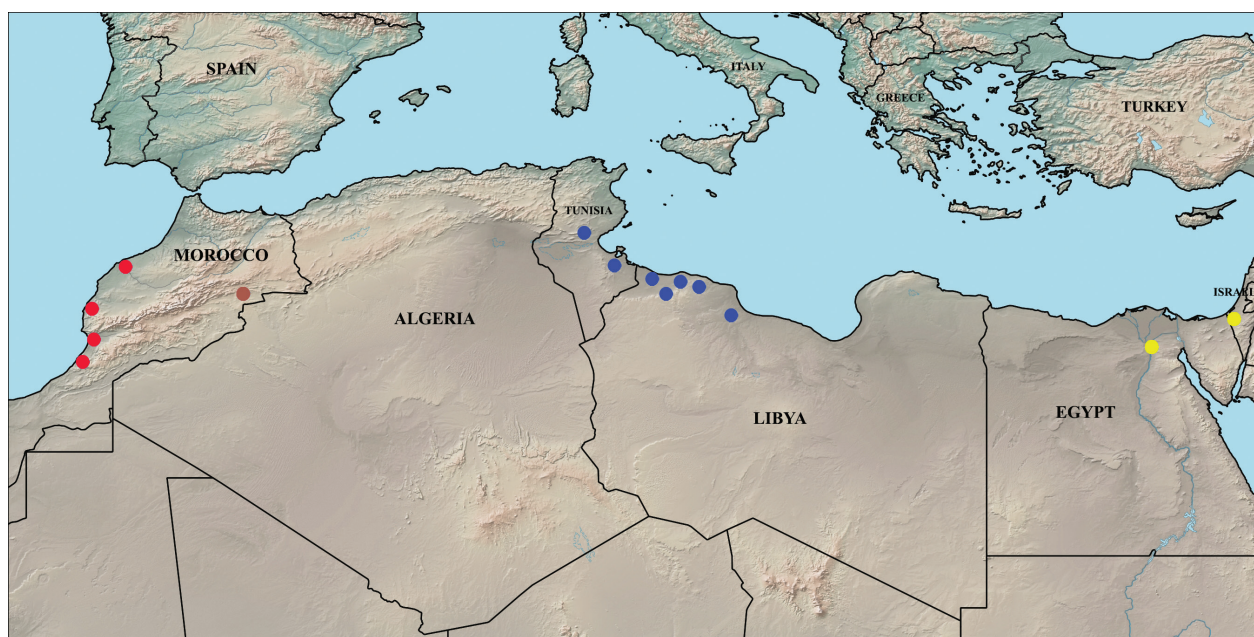 SPAIN
ITALY
GREECE
TURKEY
TUNISIA
MOROCCO
ISRAEL
ALGERIA
LIBYA
EGYPT